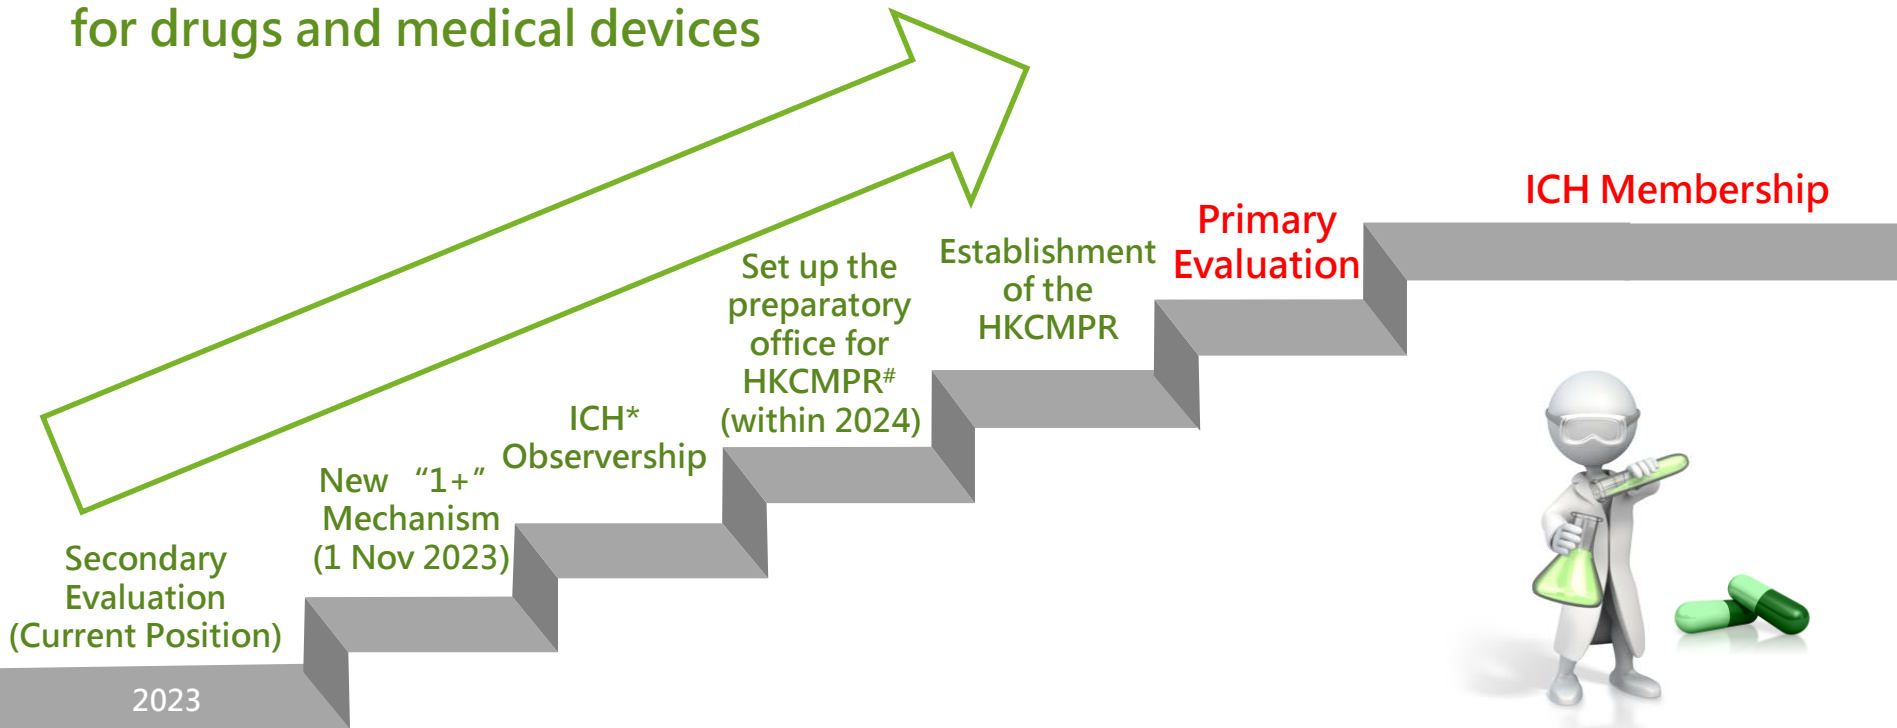 for drugs and medical devices
Secondary
Evaluation
(Current Position)
2023
New “1+”
Mechanism
(1 Nov 2023)
ICH*
Observership
Set up the
preparatory
office for
HKCMPR#
(within 2024)
Establishment
of the
HKCMPR
Primary
Evaluation
ICH Membership